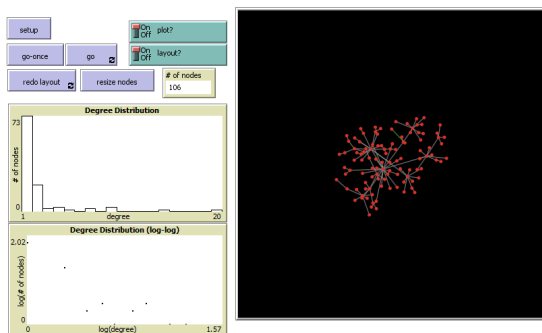 setup
On
Off
plot?
go-once
go
On
Off
layout?
redo layout
resize nodes
# of nodes
106
Degree Distribution
73
# of nodes
0
1
degree
20
Degree Distribution (log-log)
2.02
log(# of nodes)
0
0
log(degree)
1.57